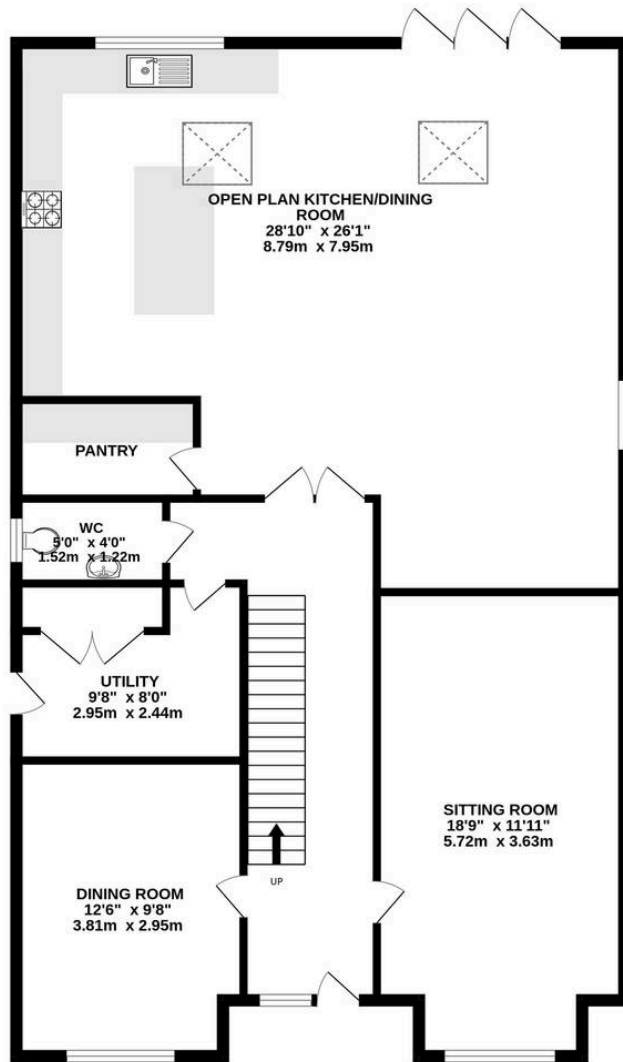 OPEN PLAN KITCHEN/DINING
ROOM
28'10" x 26'1"
8.79m x 7.95m
PANTRY
WC
5'0" x 4'0"
1.52m x 1.22m
UTILITY
9'8" x 8'0"
2.95m x 2.44m
SITTING ROOM
18'9" x 11'11"
5.72m x 3.63m
DINING ROOM
12'6" x 9'8"
3.81m x 2.95m
UP